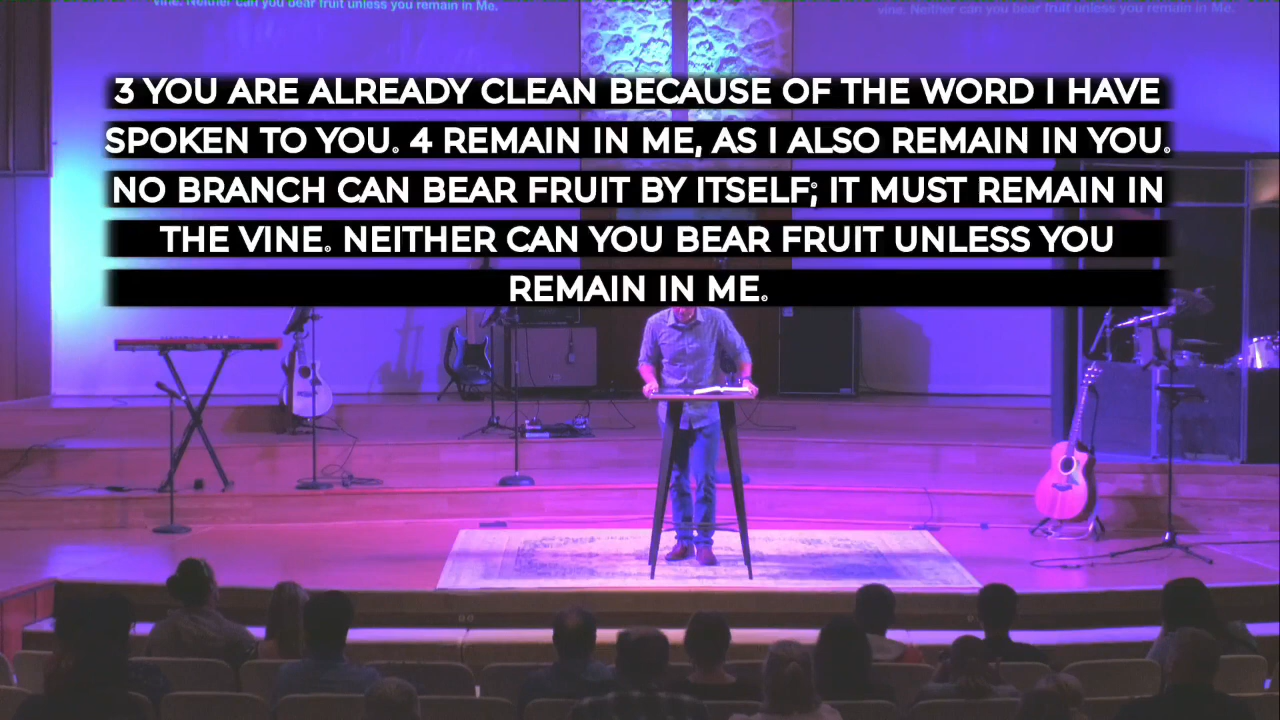 vine. Neither can you bear fruit unless you remain in Me.
vine. Neither can you bear fruit unless you remain in Me.
3 YOU ARE ALREADY CLEAN BECAUSE OF THE WORD I HAVE
SPOKEN TO YOU. 4 REMAIN IN ME, AS I ALSO REMAIN IN YOU.
NO BRANCH CAN BEAR FRUIT BY ITSELF; IT MUST REMAIN IN
THE VINE. NEITHER CAN YOU BEAR FRUIT UNLESS YOU
REMAIN IN ME.